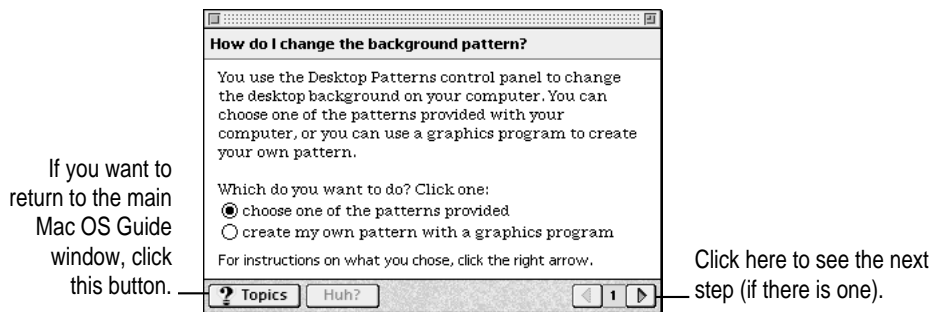 How do I change the background pattern?
You use the Desktop Patterns control panel to change
the desktop background on your computer. You can
choose one of the patterns provided with your
computer, or you can use a graphics program to create
your own pattern.
Which do you want to do? Click one:
choose one of the patterns provided
create my own pattern with a graphics program
For instructions on what you chose, click the right arrow.
? Topics
Huh?
1
If you want to
return to the main
Mac OS Guide
window, click
this button.
Click here to see the next
step (if there is one).